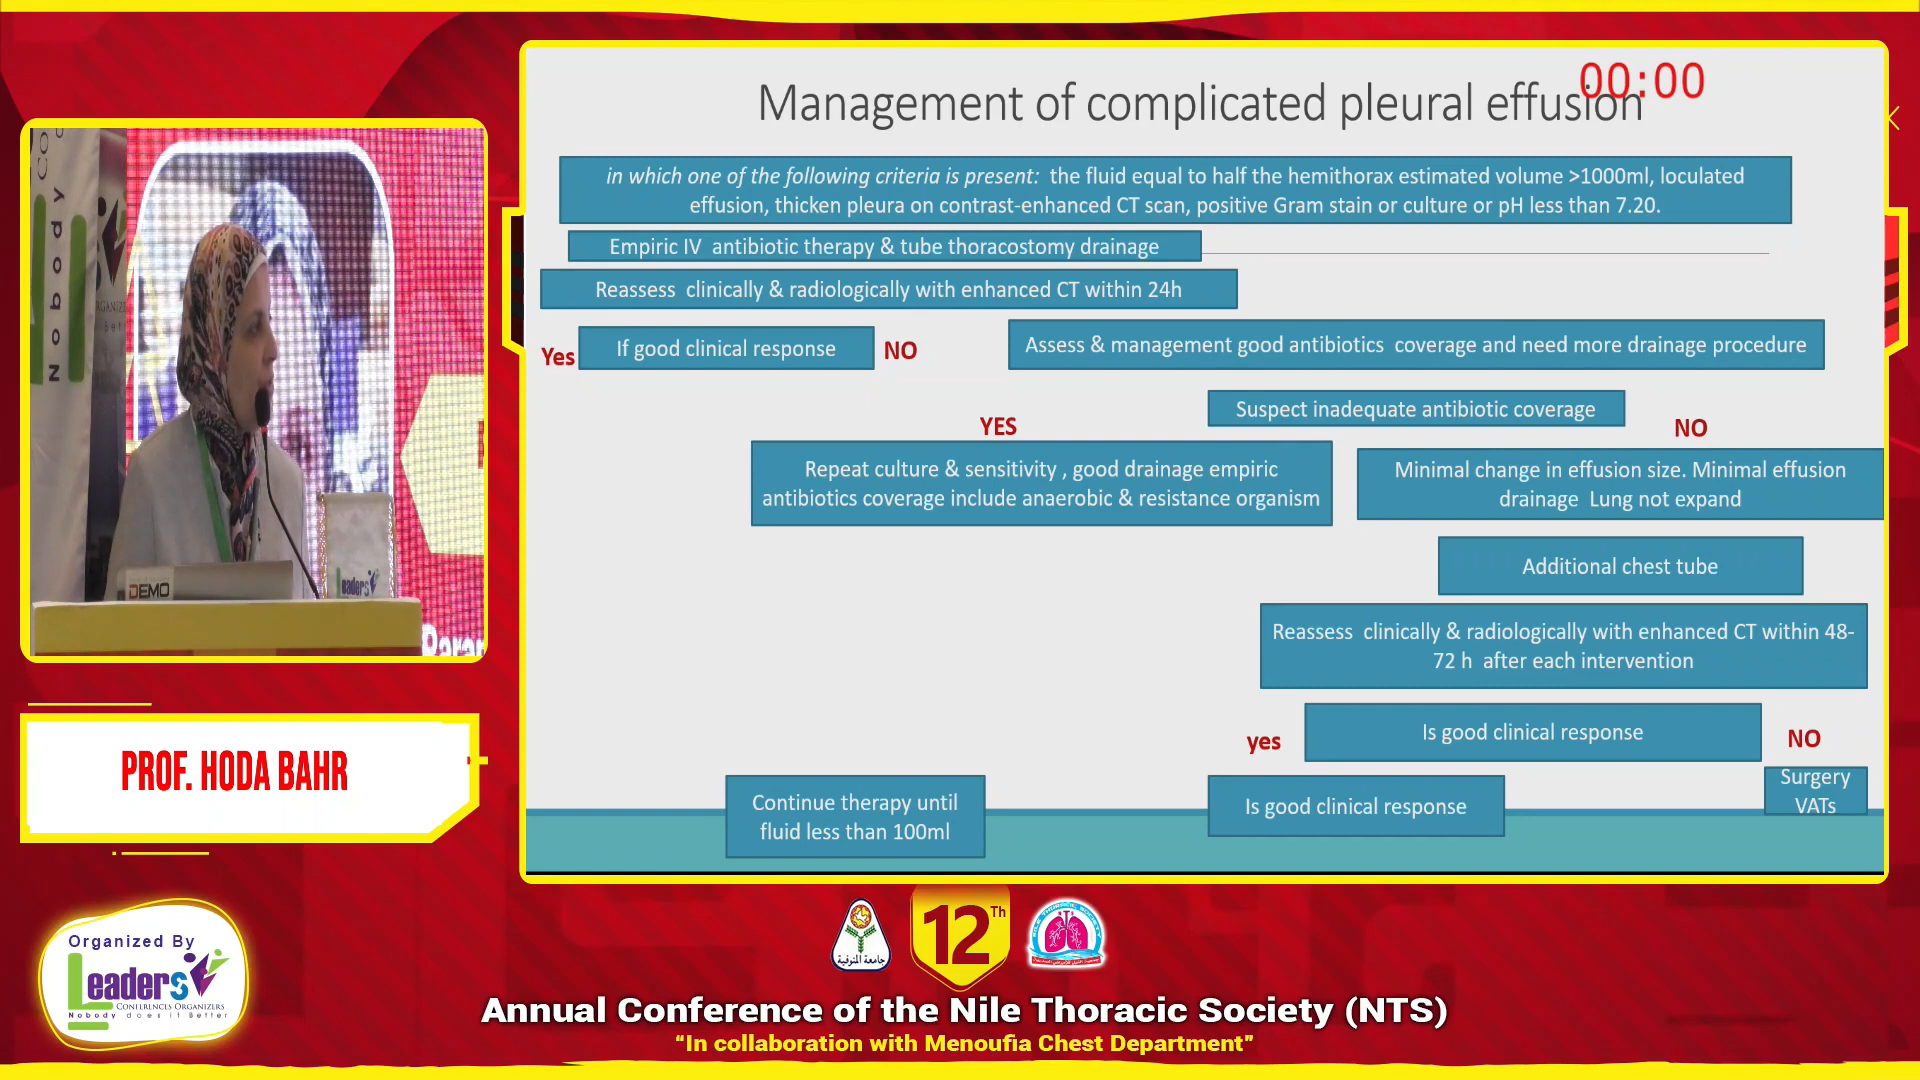 Management of complicated pleural effusion
00:00
in which one of the following criteria is present: the fluid equal to half the hemithorax estimated volume >1000ml, loculated
effusion, thicken pleura on contrast-enhanced CT scan, positive Gram stain or culture or pH less than 7.20.
Empiric IV antibiotic therapy & tube thoracostomy drainage
Reassess clinically & radiologically with enhanced CT within 24h
Yes
If good clinical response
NO
Assess & management good antibiotics coverage and need more drainage procedure
Suspect inadequate antibiotic coverage
YES
NO
Repeat culture & sensitivity , good drainage empiric
antibiotics coverage include anaerobic & resistance organism
Minimal change in effusion size. Minimal effusion
drainage Lung not expand
Additional chest tube
Reassess clinically & radiologically with enhanced CT within 48-
72 h after each intervention
yes
Is good clinical response
NO
Surgery
VATs
Continue therapy until
fluid less than 100ml
Is good clinical response
Nobody
DEMO
Leaders
PROF. HODA BAHR
Organized By
Leaders
CONFERENCES ORGANIZERS
Nobody does it Better
جامعة المنوفية
12Th
Annual Conference of the Nile Thoracic Society (NTS)
“In collaboration with Menoufia Chest Department”